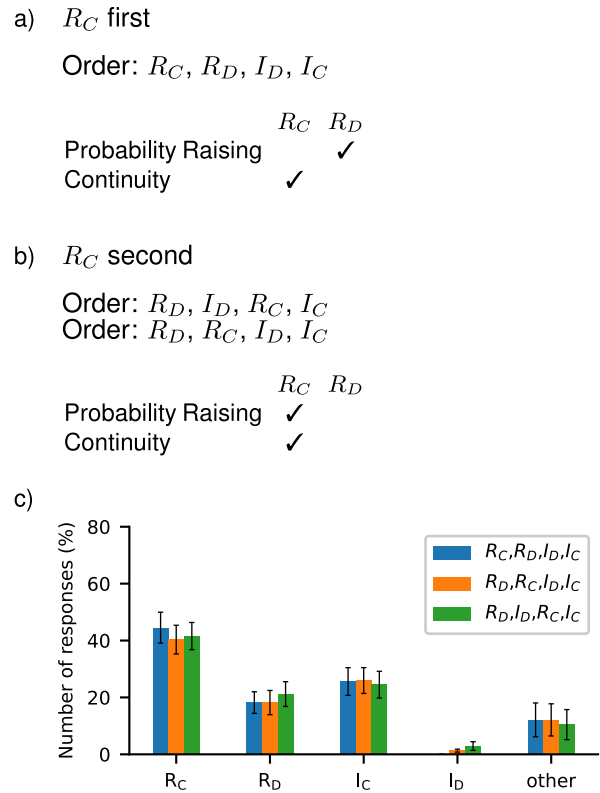 a) R_C first
Order: R_C, R_D, I_D, I_C
R_C R_D
Probability Raising ✓
Continuity ✓
b) R_C second
Order: R_D, I_D, R_C, I_C
Order: R_D, R_C, I_D, I_C
R_C R_D
Probability Raising ✓
Continuity ✓
c)
Number of responses (%)
80
60
40
20
0
R_C,R_D,I_D,I_C
R_D,R_C,I_D,I_C
R_D,I_D,R_C,I_C
R_C R_D I_C I_D other